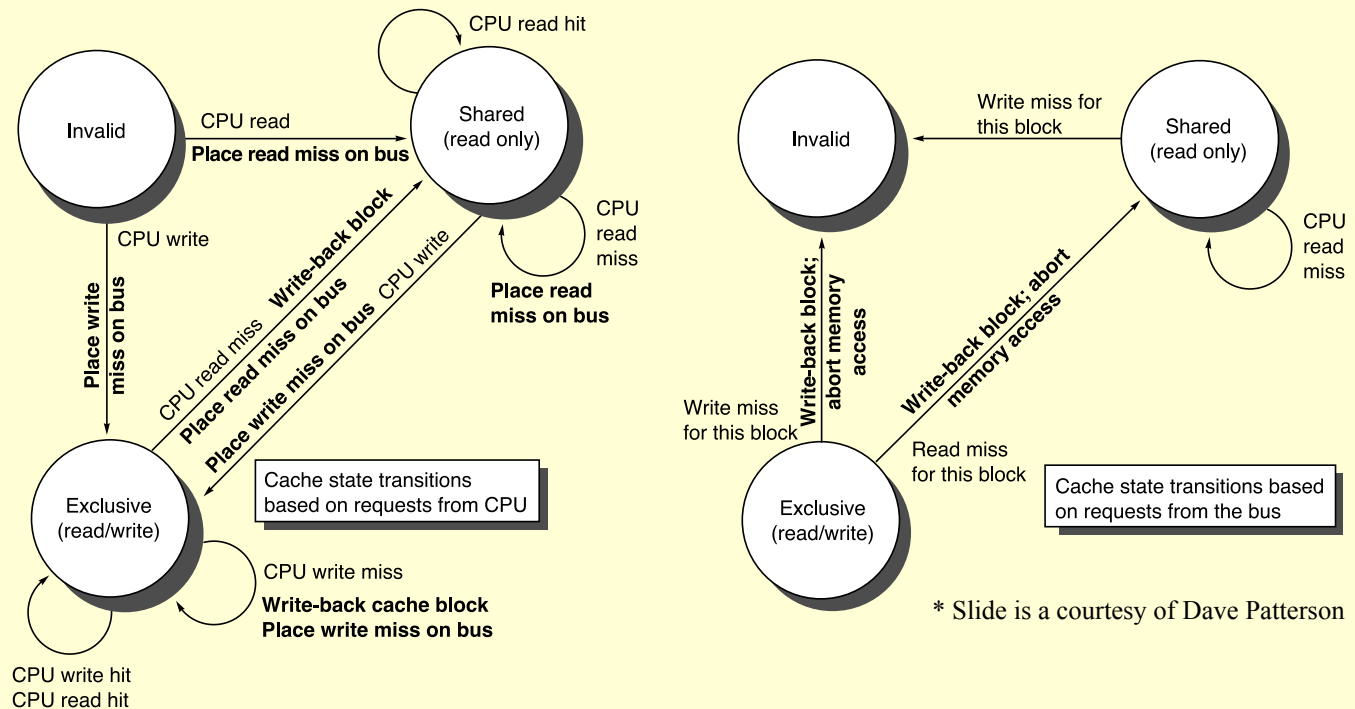 CPU read hit
Invalid
Shared
(read only)
CPU read
Place read miss on bus
CPU write
Place write
miss on bus
CPU read miss
Write-back block
Place read miss on bus
Place write miss on bus
CPU write
CPU
read
miss
Place read
miss on bus
Exclusive
(read/write)
Cache state transitions
based on requests from CPU
CPU write miss
Write-back cache block
Place write miss on bus
CPU write hit
CPU read hit
Invalid
Write miss for
this block
Shared
(read only)
CPU
read
miss
Write-back block;
abort memory
access
Write-back block; abort
memory access
Write miss
for this block
Read miss
for this block
Exclusive
(read/write)
Cache state transitions based
on requests from the bus
* Slide is a courtesy of Dave Patterson